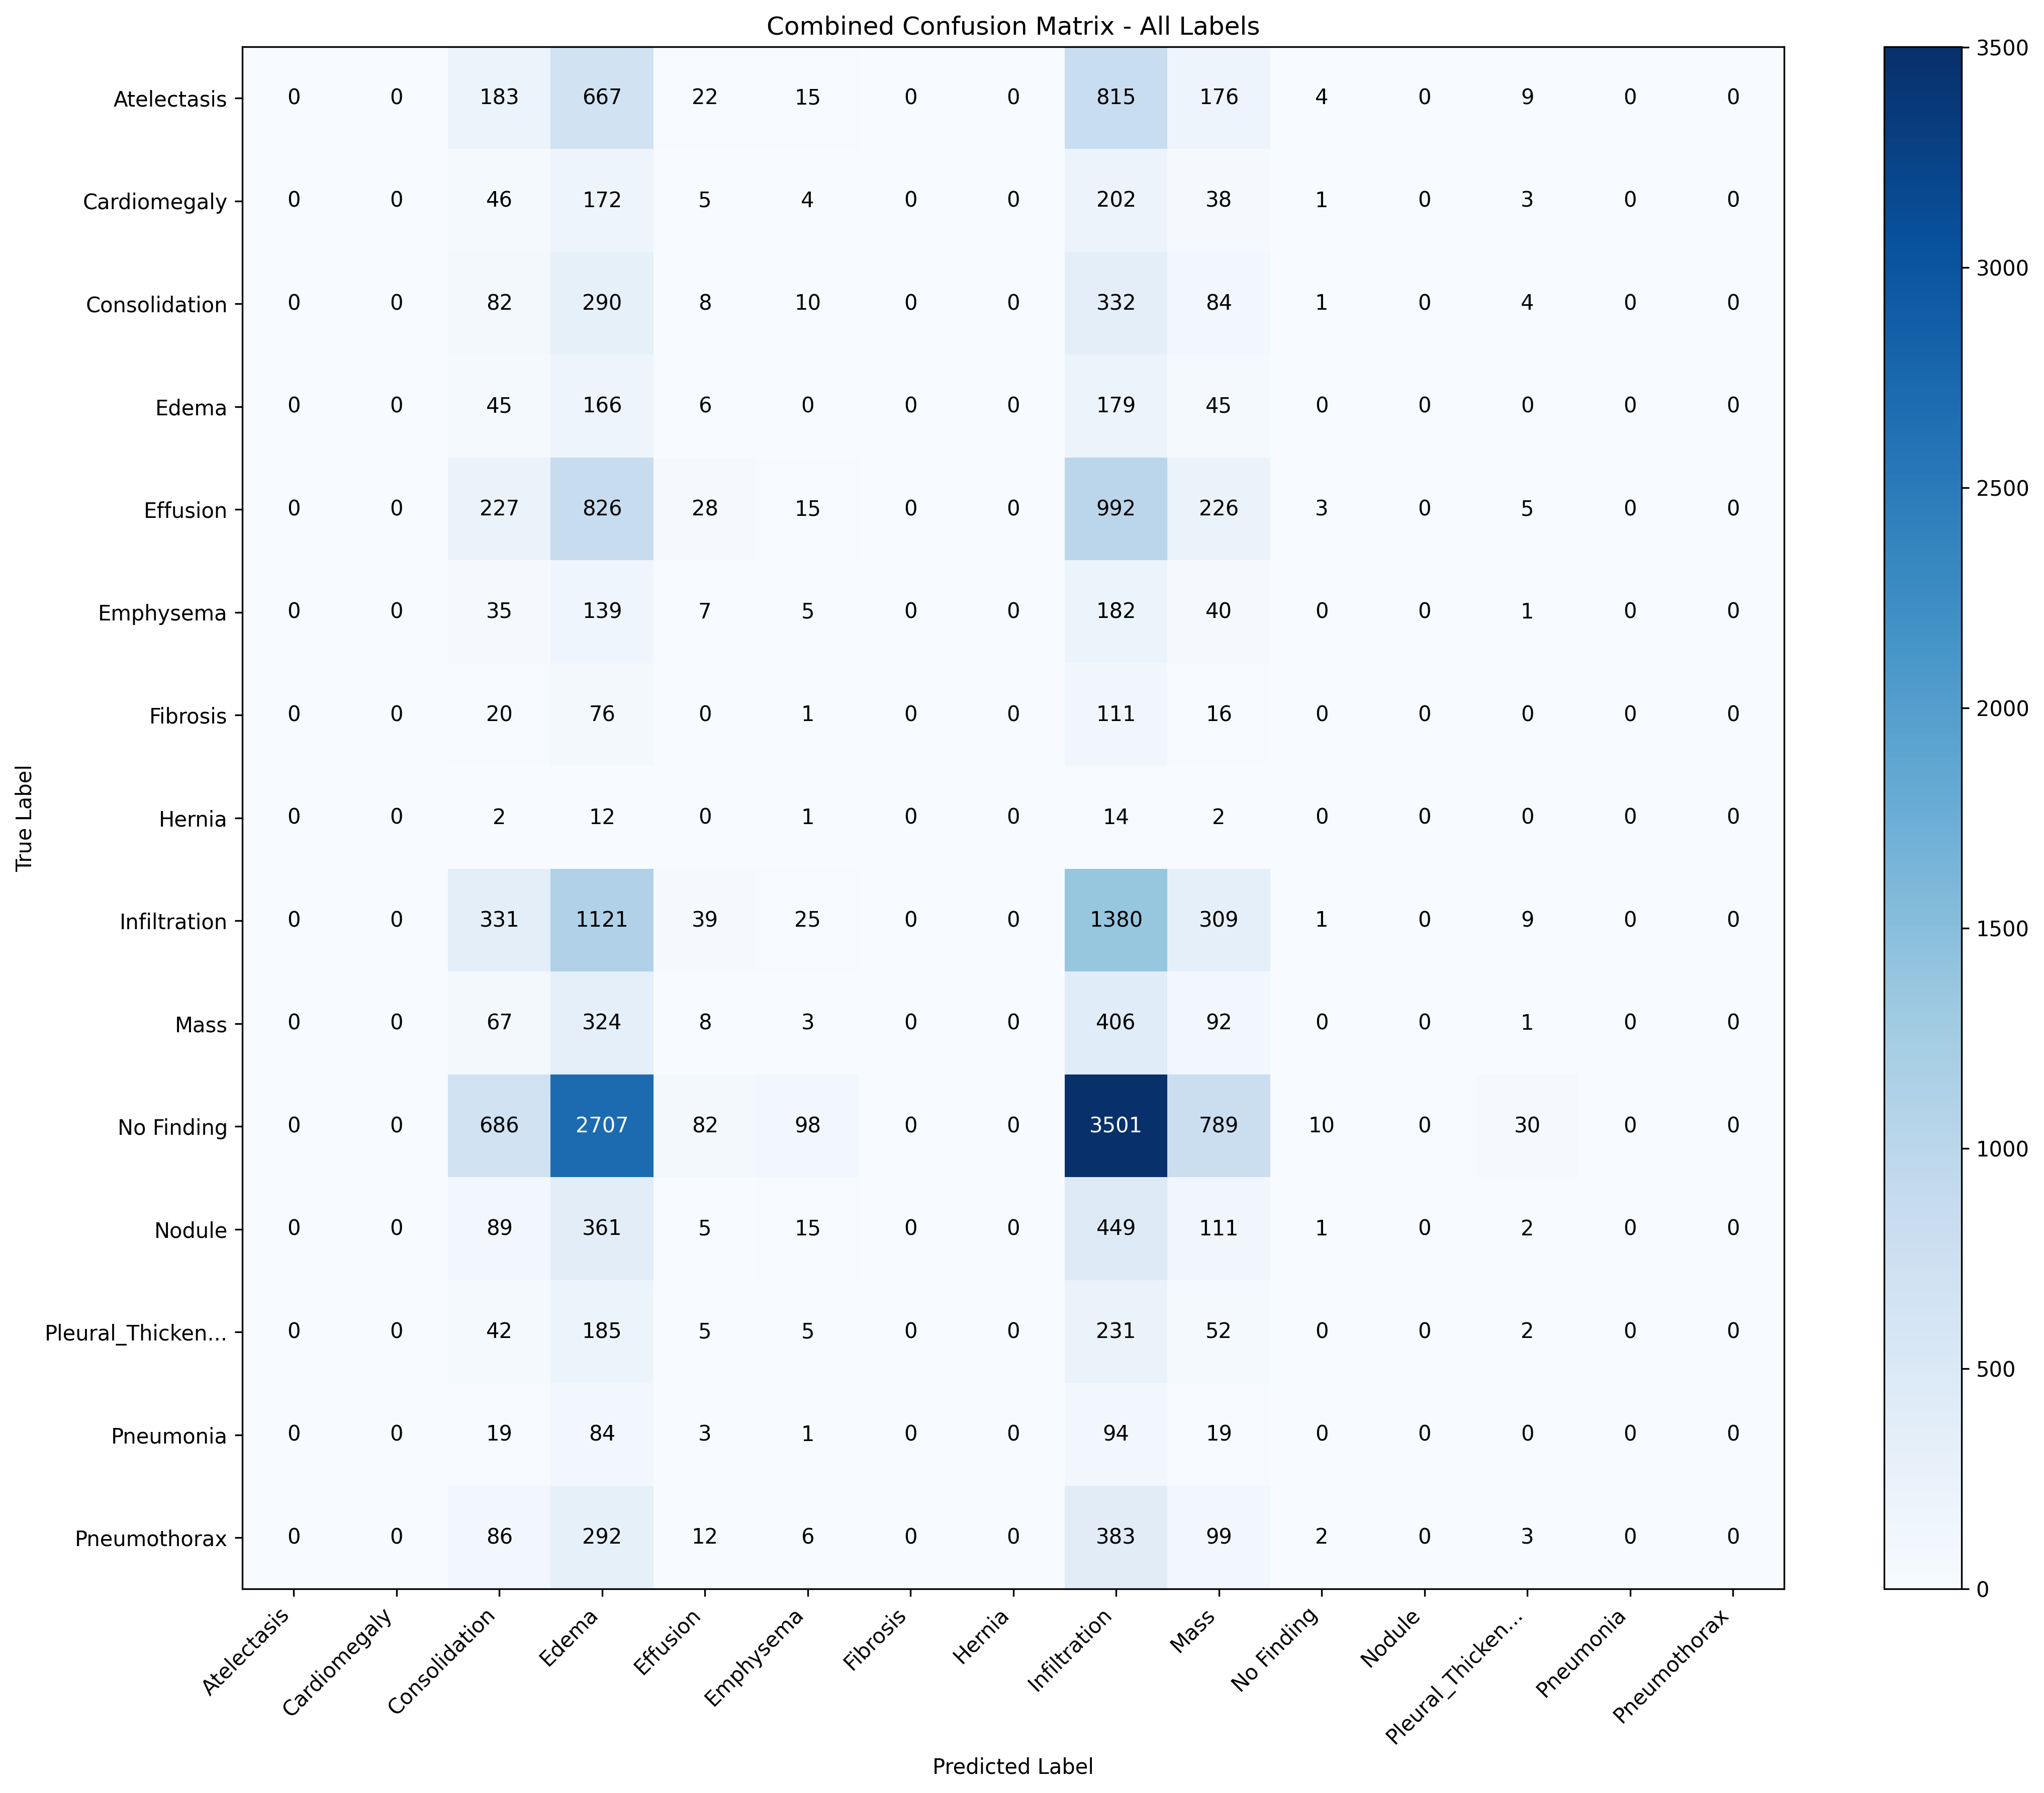 Combined Confusion Matrix - All Labels
Atelectasis 0 0 183 667 22 15 0 0 815 176 4 0 9 0 0
Cardiomegaly 0 0 46 172 5 4 0 0 202 38 1 0 3 0 0
Consolidation 0 0 82 290 8 10 0 0 332 84 1 0 4 0 0
Edema 0 0 45 166 6 0 0 0 179 45 0 0 0 0 0
Effusion 0 0 227 826 28 15 0 0 992 226 3 0 5 0 0
Emphysema 0 0 35 139 7 5 0 0 182 40 0 0 1 0 0
Fibrosis 0 0 20 76 0 1 0 0 111 16 0 0 0 0 0
Hernia 0 0 2 12 0 1 0 0 14 2 0 0 0 0 0
Infiltration 0 0 331 1121 39 25 0 0 1380 309 1 0 9 0 0
Mass 0 0 67 324 8 3 0 0 406 92 0 0 1 0 0
No Finding 0 0 686 2707 82 98 0 0 3501 789 10 0 30 0 0
Nodule 0 0 89 361 5 15 0 0 449 111 1 0 2 0 0
Pleural_Thicken... 0 0 42 185 5 5 0 0 231 52 0 0 2 0 0
Pneumonia 0 0 19 84 3 1 0 0 94 19 0 0 0 0 0
Pneumothorax 0 0 86 292 12 6 0 0 383 99 2 0 3 0 0
True Label
Atelectasis
Cardiomegaly
Consolidation
Edema
Effusion
Emphysema
Fibrosis
Hernia
Infiltration
Mass
No Finding
Nodule
Pleural_Thicken...
Pneumonia
Pneumothorax
Predicted Label
3500
3000
2500
2000
1500
1000
500
0